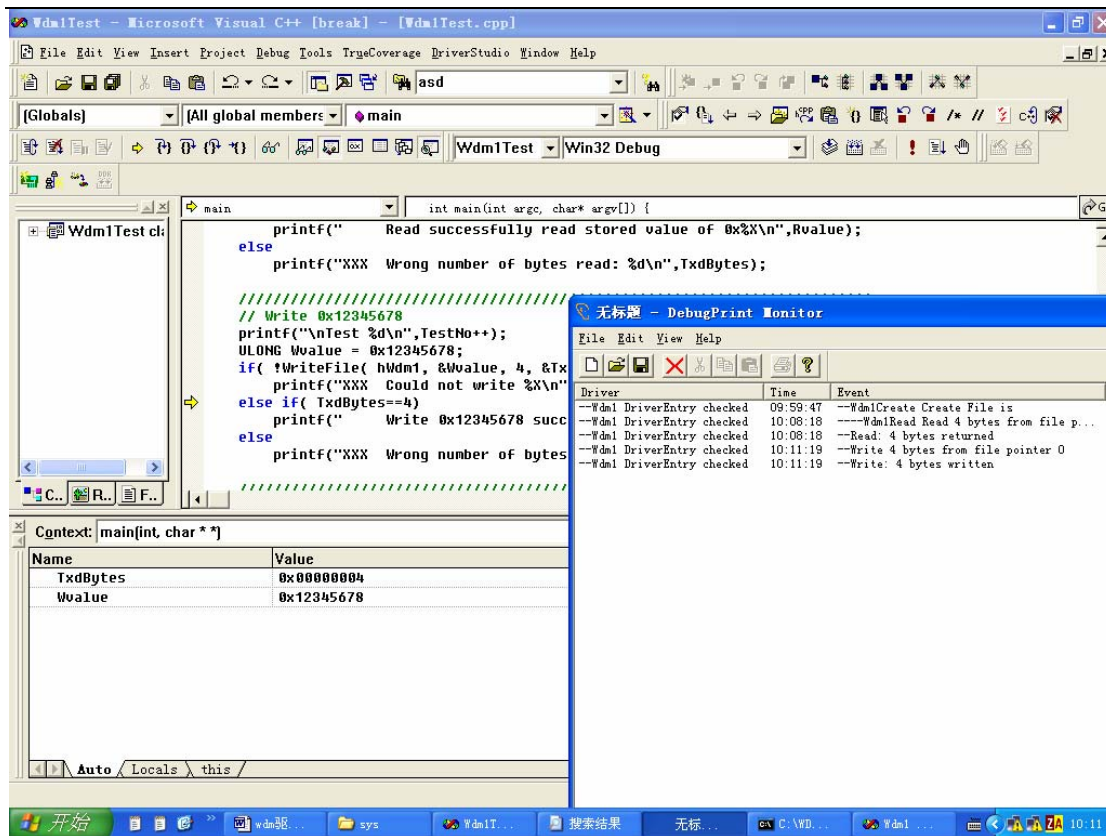 Wdm1Test - Microsoft Visual C++ [break] - [Wdm1Test.cpp]
File Edit View Insert Project Debug Tools TrueCoverage DriverStudio Window Help
asd
(Globals) (All global members main
Wdm1Test Win32 Debug
main int main(int argc, char* argv[]) { G
Wdm1Test cl
printf("      Read successfully read stored value of 0x%X\n",Rvalue);
else
printf("XXX  Wrong number of bytes read: %d\n",TxdBytes);
// Write 0x12345678
printf("\nTest %d\n",TestNo++);
ULONG Wvalue = 0x12345678;
if( !WriteFile( hWdm1, &Wvalue, 4, &Tx
printf("XXX  Could not write %X\n"
else if( TxdBytes==4)
printf("      Write 0x12345678 succ
else
printf("XXX  Wrong number of bytes
C.. R.. F..
Context: main(int, char * *)
Name Value
TxdBytes 0x00000004
Wvalue 0x12345678
Auto Locals this
无标题 - DebugPrint Monitor
File Edit View Help
Driver Time Event
--Wdm1 DriverEntry checked 09:59:47 --Wdm1Create Create File is
--Wdm1 DriverEntry checked 10:08:18 ----Wdm1Read Read 4 bytes from file p...
--Wdm1 DriverEntry checked 10:08:18 --Read: 4 bytes returned
--Wdm1 DriverEntry checked 10:11:19 --Write 4 bytes from file pointer 0
--Wdm1 DriverEntry checked 10:11:19 --Write: 4 bytes written
开始 wdm驱... sys Wdm1T... 搜索结果 无标... C:\WD... Wdm1 ... ZA 10:11